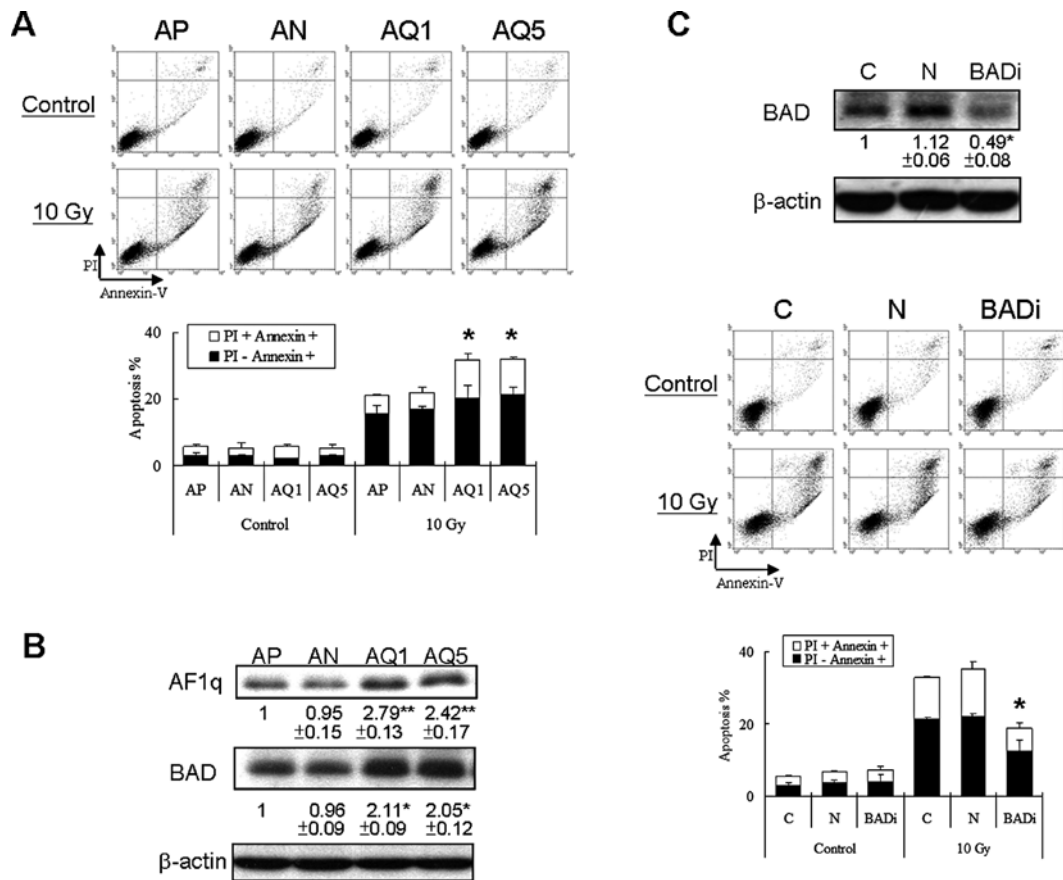 A
AP AN AQ1 AQ5
Control
10 Gy
PI
Annexin-V
Apoptosis %
40
20
0
PI + Annexin +
PI - Annexin +
* *
AP AN AQ1 AQ5 AP AN AQ1 AQ5
Control 10 Gy
B
AP AN AQ1 AQ5
AF1q
1 0.95 2.79** 2.42**
±0.15 ±0.13 ±0.17
BAD
1 0.96 2.11* 2.05*
±0.09 ±0.09 ±0.12
β-actin
C
C N BADi
BAD
1 1.12 0.49*
±0.06 ±0.08
β-actin
C N BADi
Control
10 Gy
PI
Annexin-V
Apoptosis %
40
20
0
PI + Annexin +
PI - Annexin +
*
C N BADi C N BADi
Control 10 Gy